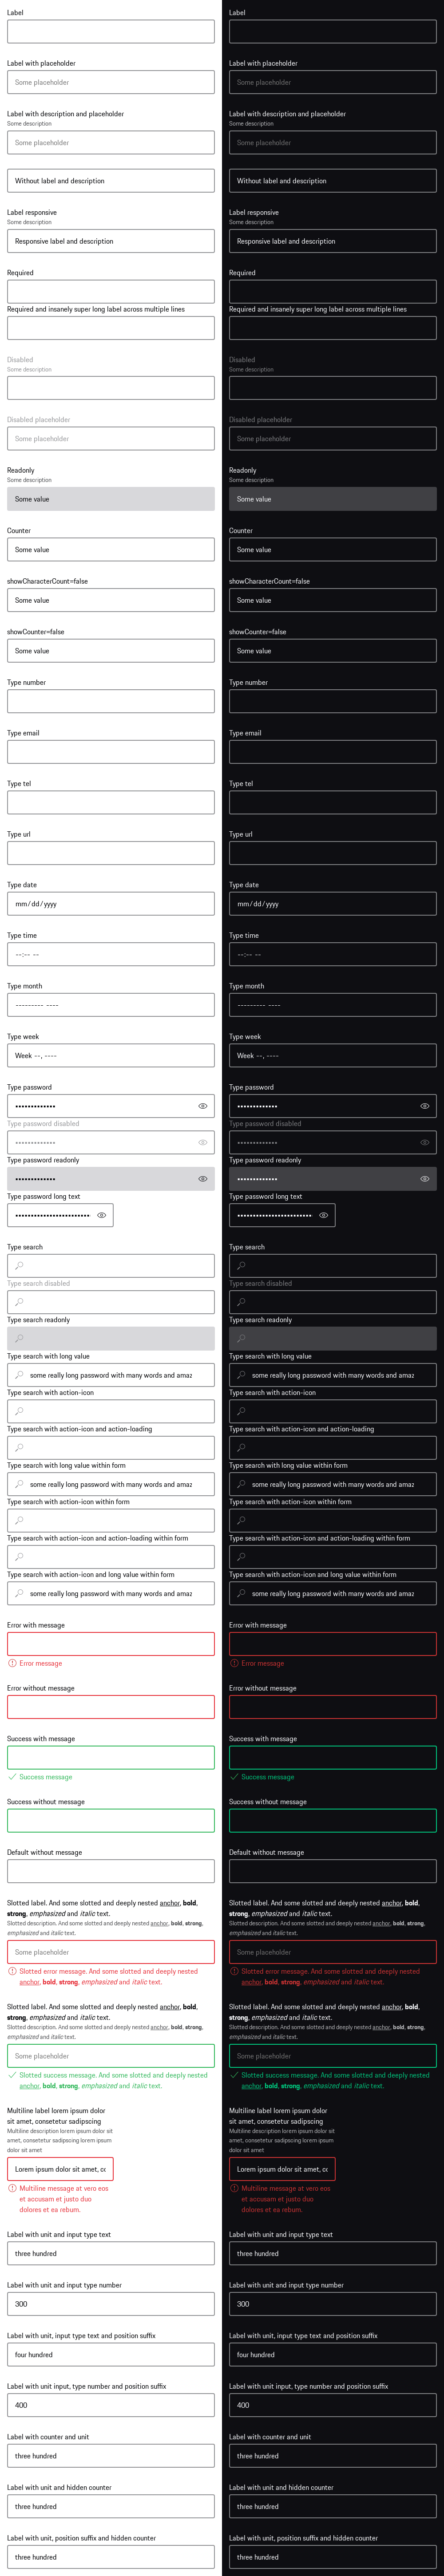 Label
Label with placeholder
Some placeholder
Label with description and placeholder
Some description
Some placeholder
Without label and description
Label responsive
Some description
Responsive label and description
Required
Required and insanely super long label across multiple lines
Disabled
Some description
Disabled placeholder
Some placeholder
Readonly
Some description
Some value
Counter
Some value
showCharacterCount=false
Some value
showCounter=false
Some value
Type number
Type email
Type tel
Type url
Type date
mm/dd/yyyy
Type time
--:-- --
Type month
--------- ----
Type week
Week --, ----
Type password
•••••••••••••
Type password disabled
•••••••••••••
Type password readonly
•••••••••••••
Type password long text
•••••••••••••••••••••••••
Type search
Type search disabled
Type search readonly
Type search with long value
some really long password with many words and amaz
Type search with action-icon
Type search with action-icon and action-loading
Type search with long value within form
some really long password with many words and amaz
Type search with action-icon within form
Type search with action-icon and action-loading within form
Type search with action-icon and long value within form
some really long password with many words and amaz
Error with message
Error message
Error without message
Success with message
Success message
Success without message
Default without message
Slotted label. And some slotted and deeply nested anchor, bold,
strong, emphasized and italic text.
Slotted description. And some slotted and deeply nested anchor, bold, strong,
emphasized and italic text.
Some placeholder
Slotted error message. And some slotted and deeply nested
anchor, bold, strong, emphasized and italic text.
Slotted label. And some slotted and deeply nested anchor, bold,
strong, emphasized and italic text.
Slotted description. And some slotted and deeply nested anchor, bold, strong,
emphasized and italic text.
Some placeholder
Slotted success message. And some slotted and deeply nested
anchor, bold, strong, emphasized and italic text.
Multiline label lorem ipsum dolor
sit amet, consetetur sadipscing
Multiline description lorem ipsum dolor sit
amet, consetetur sadipscing lorem ipsum
dolor sit amet
Lorem ipsum dolor sit amet, co
Multiline message at vero eos
et accusam et justo duo
dolores et ea rebum.
Label with unit and input type text
three hundred
Label with unit and input type number
300
Label with unit, input type text and position suffix
four hundred
Label with unit input, type number and position suffix
400
Label with counter and unit
three hundred
Label with unit and hidden counter
three hundred
Label with unit, position suffix and hidden counter
three hundred
Label
Label with placeholder
Some placeholder
Label with description and placeholder
Some description
Some placeholder
Without label and description
Label responsive
Some description
Responsive label and description
Required
Required and insanely super long label across multiple lines
Disabled
Some description
Disabled placeholder
Some placeholder
Readonly
Some description
Some value
Counter
Some value
showCharacterCount=false
Some value
showCounter=false
Some value
Type number
Type email
Type tel
Type url
Type date
mm/dd/yyyy
Type time
--:-- --
Type month
--------- ----
Type week
Week --, ----
Type password
•••••••••••••
Type password disabled
•••••••••••••
Type password readonly
•••••••••••••
Type password long text
•••••••••••••••••••••••••
Type search
Type search disabled
Type search readonly
Type search with long value
some really long password with many words and amaz
Type search with action-icon
Type search with action-icon and action-loading
Type search with long value within form
some really long password with many words and amaz
Type search with action-icon within form
Type search with action-icon and action-loading within form
Type search with action-icon and long value within form
some really long password with many words and amaz
Error with message
Error message
Error without message
Success with message
Success message
Success without message
Default without message
Slotted label. And some slotted and deeply nested anchor, bold,
strong, emphasized and italic text.
Slotted description. And some slotted and deeply nested anchor, bold, strong,
emphasized and italic text.
Some placeholder
Slotted error message. And some slotted and deeply nested
anchor, bold, strong, emphasized and italic text.
Slotted label. And some slotted and deeply nested anchor, bold,
strong, emphasized and italic text.
Slotted description. And some slotted and deeply nested anchor, bold, strong,
emphasized and italic text.
Some placeholder
Slotted success message. And some slotted and deeply nested
anchor, bold, strong, emphasized and italic text.
Multiline label lorem ipsum dolor
sit amet, consetetur sadipscing
Multiline description lorem ipsum dolor sit
amet, consetetur sadipscing lorem ipsum
dolor sit amet
Lorem ipsum dolor sit amet, co
Multiline message at vero eos
et accusam et justo duo
dolores et ea rebum.
Label with unit and input type text
three hundred
Label with unit and input type number
300
Label with unit, input type text and position suffix
four hundred
Label with unit input, type number and position suffix
400
Label with counter and unit
three hundred
Label with unit and hidden counter
three hundred
Label with unit, position suffix and hidden counter
three hundred